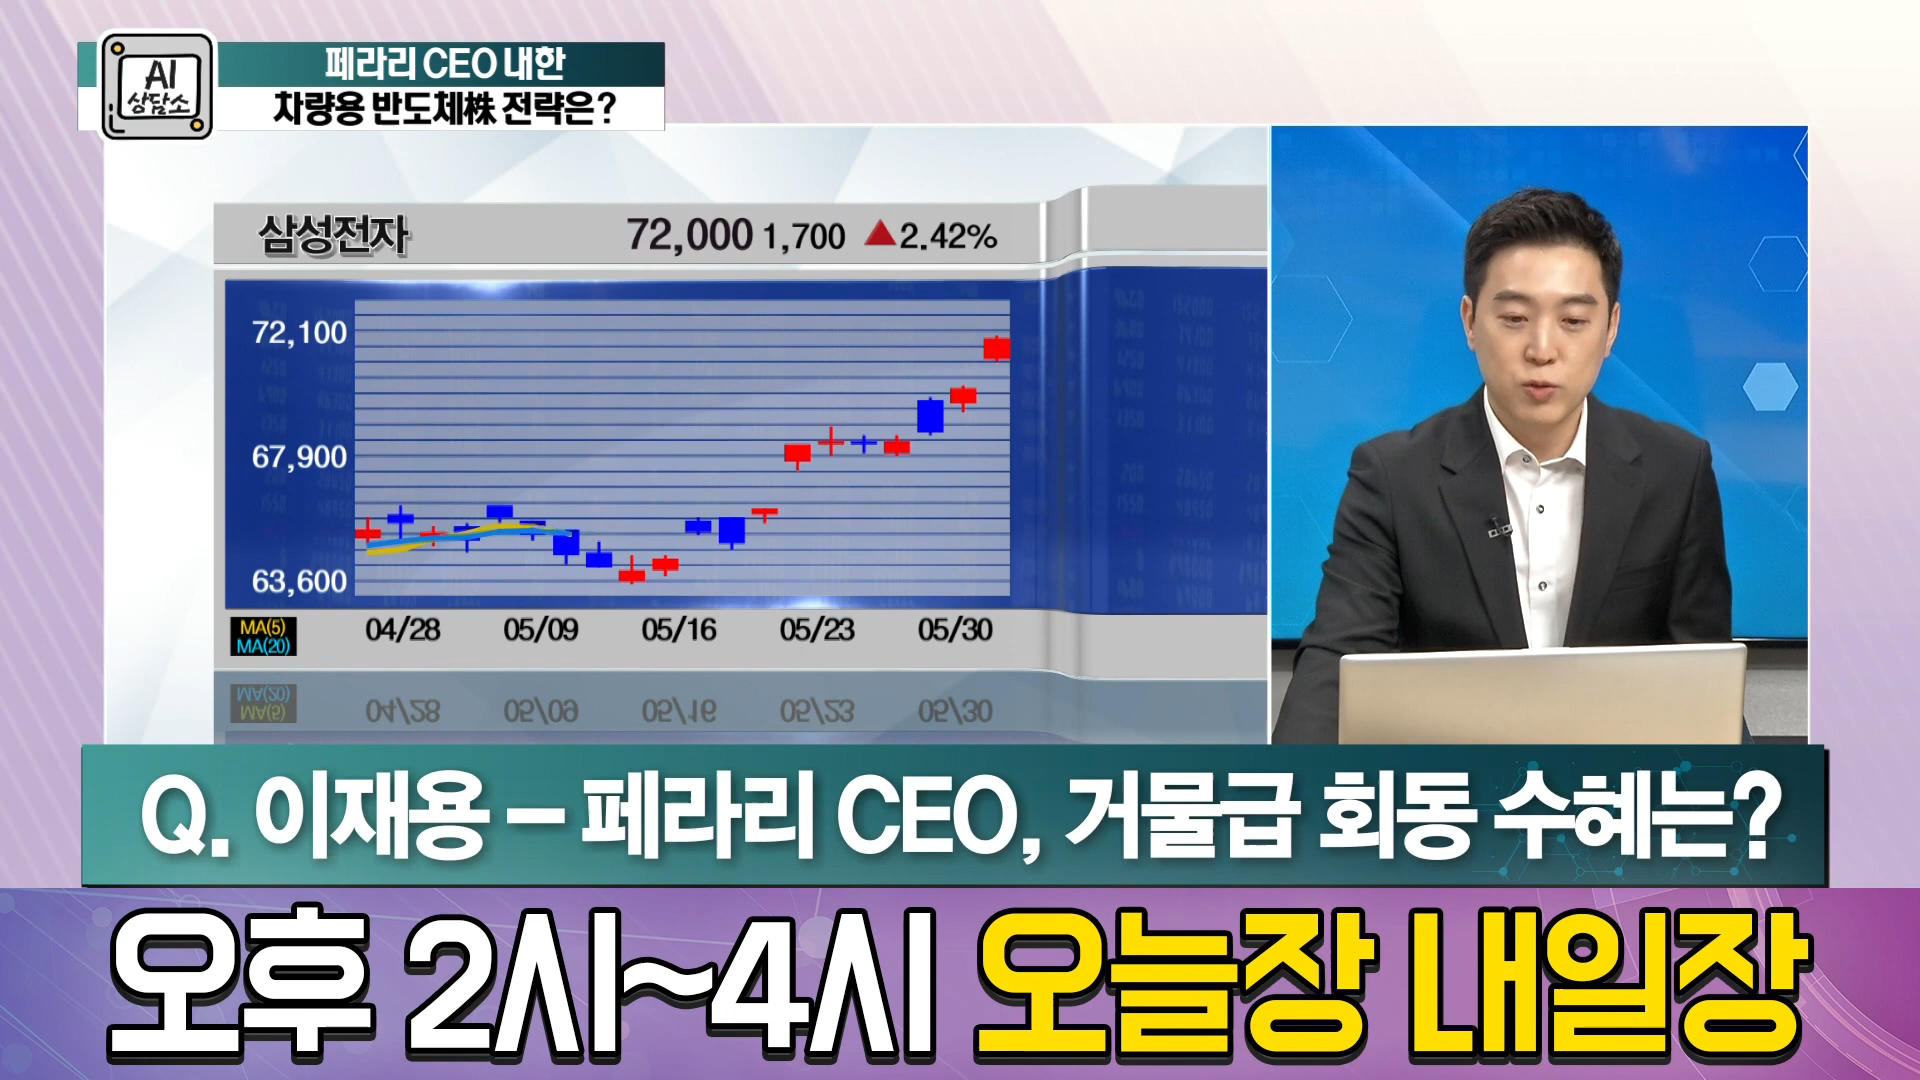 AI
상담소
페라리 CEO 내한
차량용 반도체株 전략은?
삼성전자 72,000 1,700 ▲2.42%
72,100
67,900
63,600
MA(5)
MA(20)
04/28 05/09 05/16 05/23 05/30
Q. 이재용 – 페라리 CEO, 거물급 회동 수혜는?
오후 2시~4시 오늘장 내일장